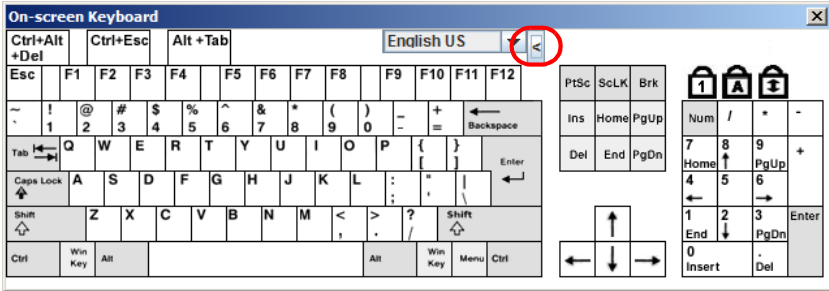 On-screen Keyboard X
Ctrl+Alt +Del Ctrl+Esc Alt +Tab English US <
Esc F1 F2 F3 F4 F5 F6 F7 F8 F9 F10 F11 F12 PtSc ScLK Brk 1 A
~ ` ! 1 @ 2 # 3 $ 4 % 5 ^ 6 & 7 * 8 ( 9 ) 0 _ - + = Backspace Ins Home PgUp Num / * -
Tab Q W E R T Y U I O P { [ } ] Enter Del End PgDn 7 Home 8 ↑ 9 PgUp +
Caps Lock A S D F G H J K L : ; " ' | \ 4 ← 5 6 →
Shift Z X C V B N M < , > . ? / Shift ↑ 1 End 2 ↓ 3 PgDn Enter
Ctrl Win Key Alt Alt Win Key Menu Ctrl ← ↓ → 0 Insert . Del